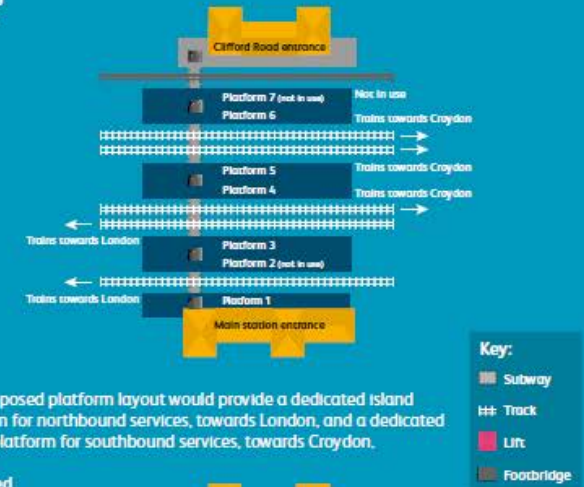 Clifford Road entrance
Platform 7 (not in use)
Not in use
Platform 6
Trains towards Croydon
Platform 5
Trains towards Croydon
Platform 4
Trains towards Croydon
Trains towards London
Platform 3
Platform 2 (not in use)
Trains towards London
Platform 1
Main station entrance
Key:
Subway
Track
Lift
Footbridge
posed platform layout would provide a dedicated island
n for northbound services, towards London, and a dedicated
latform for southbound services, towards Croydon.
ed